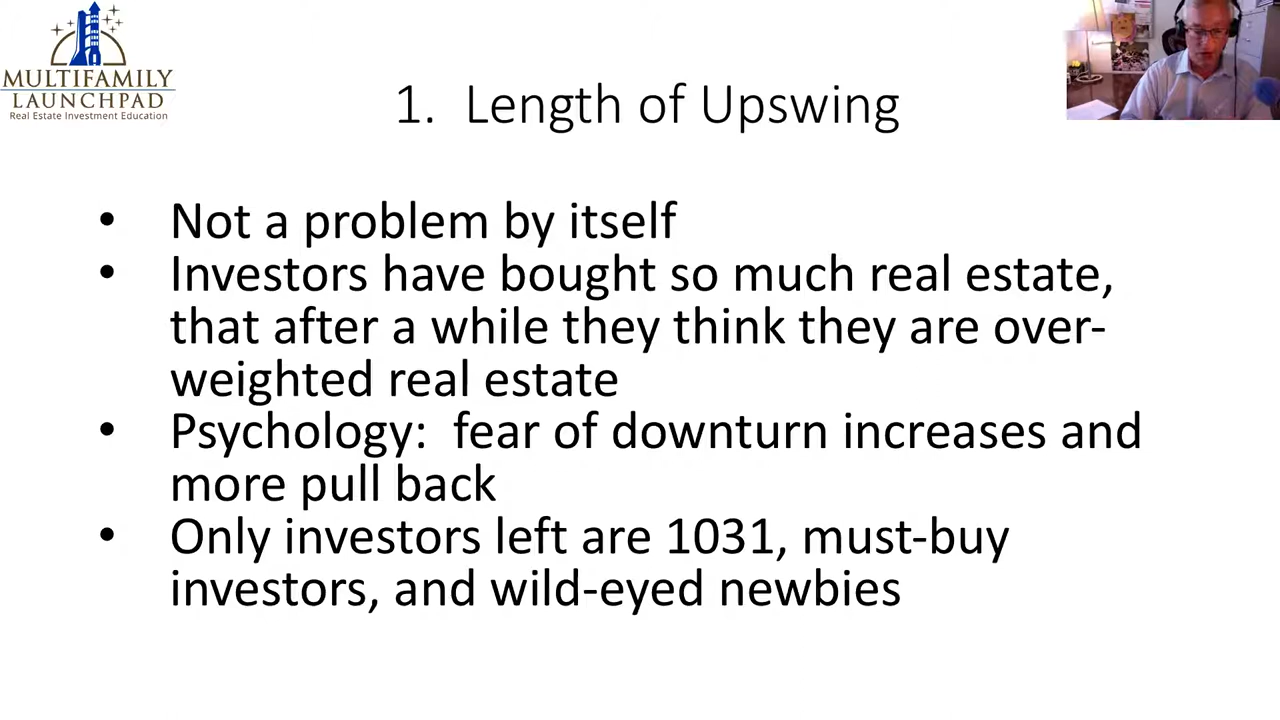 MULTIFAMILY
LAUNCHPAD
Real Estate Investment Education
1. Length of Upswing
• Not a problem by itself
• Investors have bought so much real estate,
that after a while they think they are over-
weighted real estate
• Psychology: fear of downturn increases and
more pull back
• Only investors left are 1031, must-buy
investors, and wild-eyed newbies